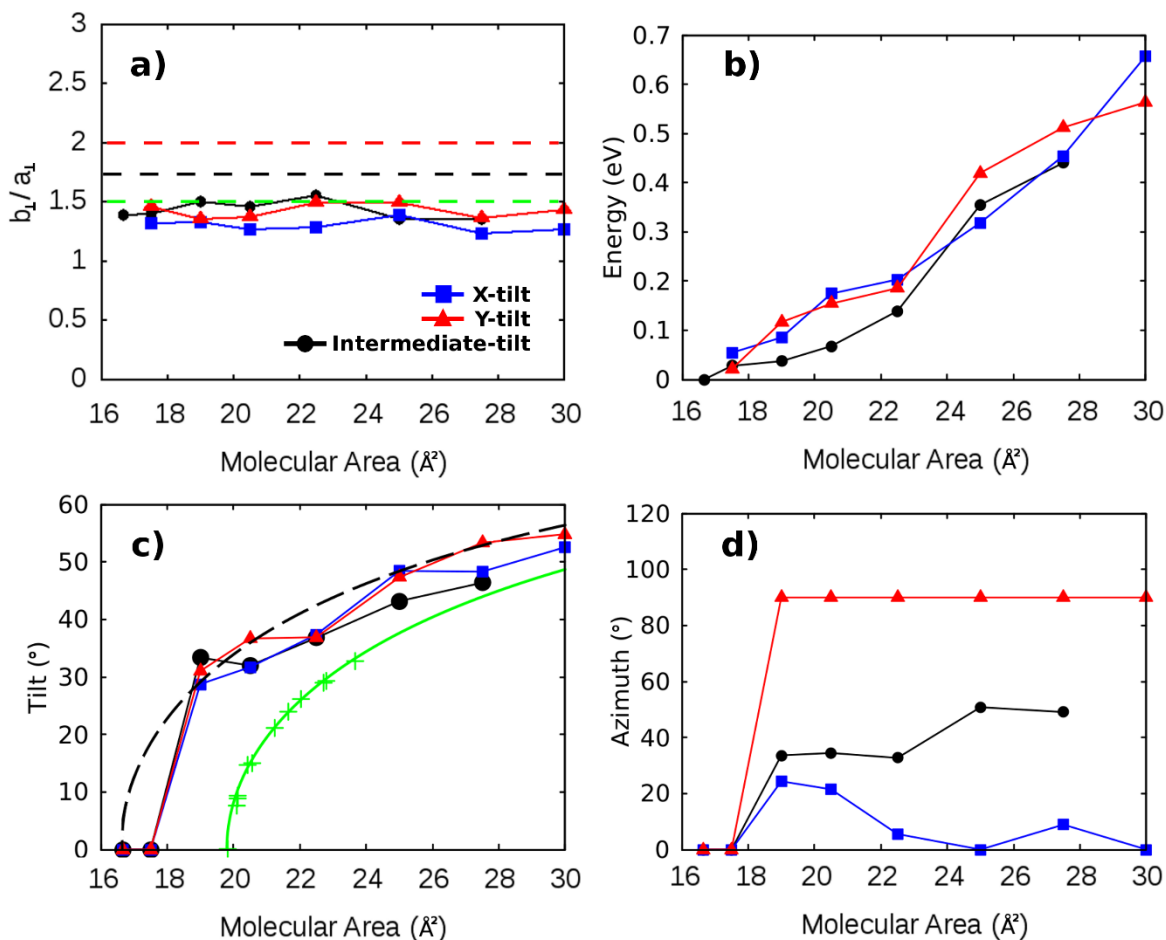 a)
3
2.5
2
1.5
1
0.5
0
b⊥/ a⊥
X-tilt
Y-tilt
Intermediate-tilt
16 18 20 22 24 26 28 30
Molecular Area (Å²)
b)
0.7
0.6
0.5
0.4
0.3
0.2
0.1
0
Energy (eV)
16 18 20 22 24 26 28 30
Molecular Area (Å²)
c)
60
50
40
30
20
10
0
Tilt (°)
16 18 20 22 24 26 28 30
Molecular Area (Å²)
d)
120
100
80
60
40
20
0
Azimuth (°)
16 18 20 22 24 26 28 30
Molecular Area (Å²)